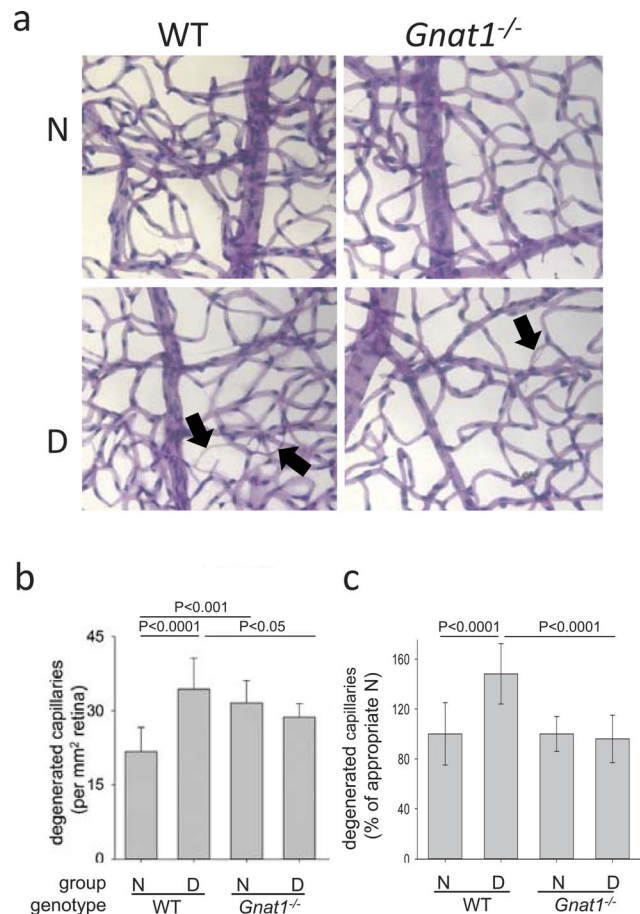 a
WT Gnat1-/-
N
D
b
P<0.001
P<0.0001 P<0.05
45
30
15
0
degenerated capillaries
(per mm² retina)
group N D N D
genotype WT Gnat1-/-
c
P<0.0001 P<0.0001
160
120
80
40
0
degenerated capillaries
(% of appropriate N)
N D N D
WT Gnat1-/-